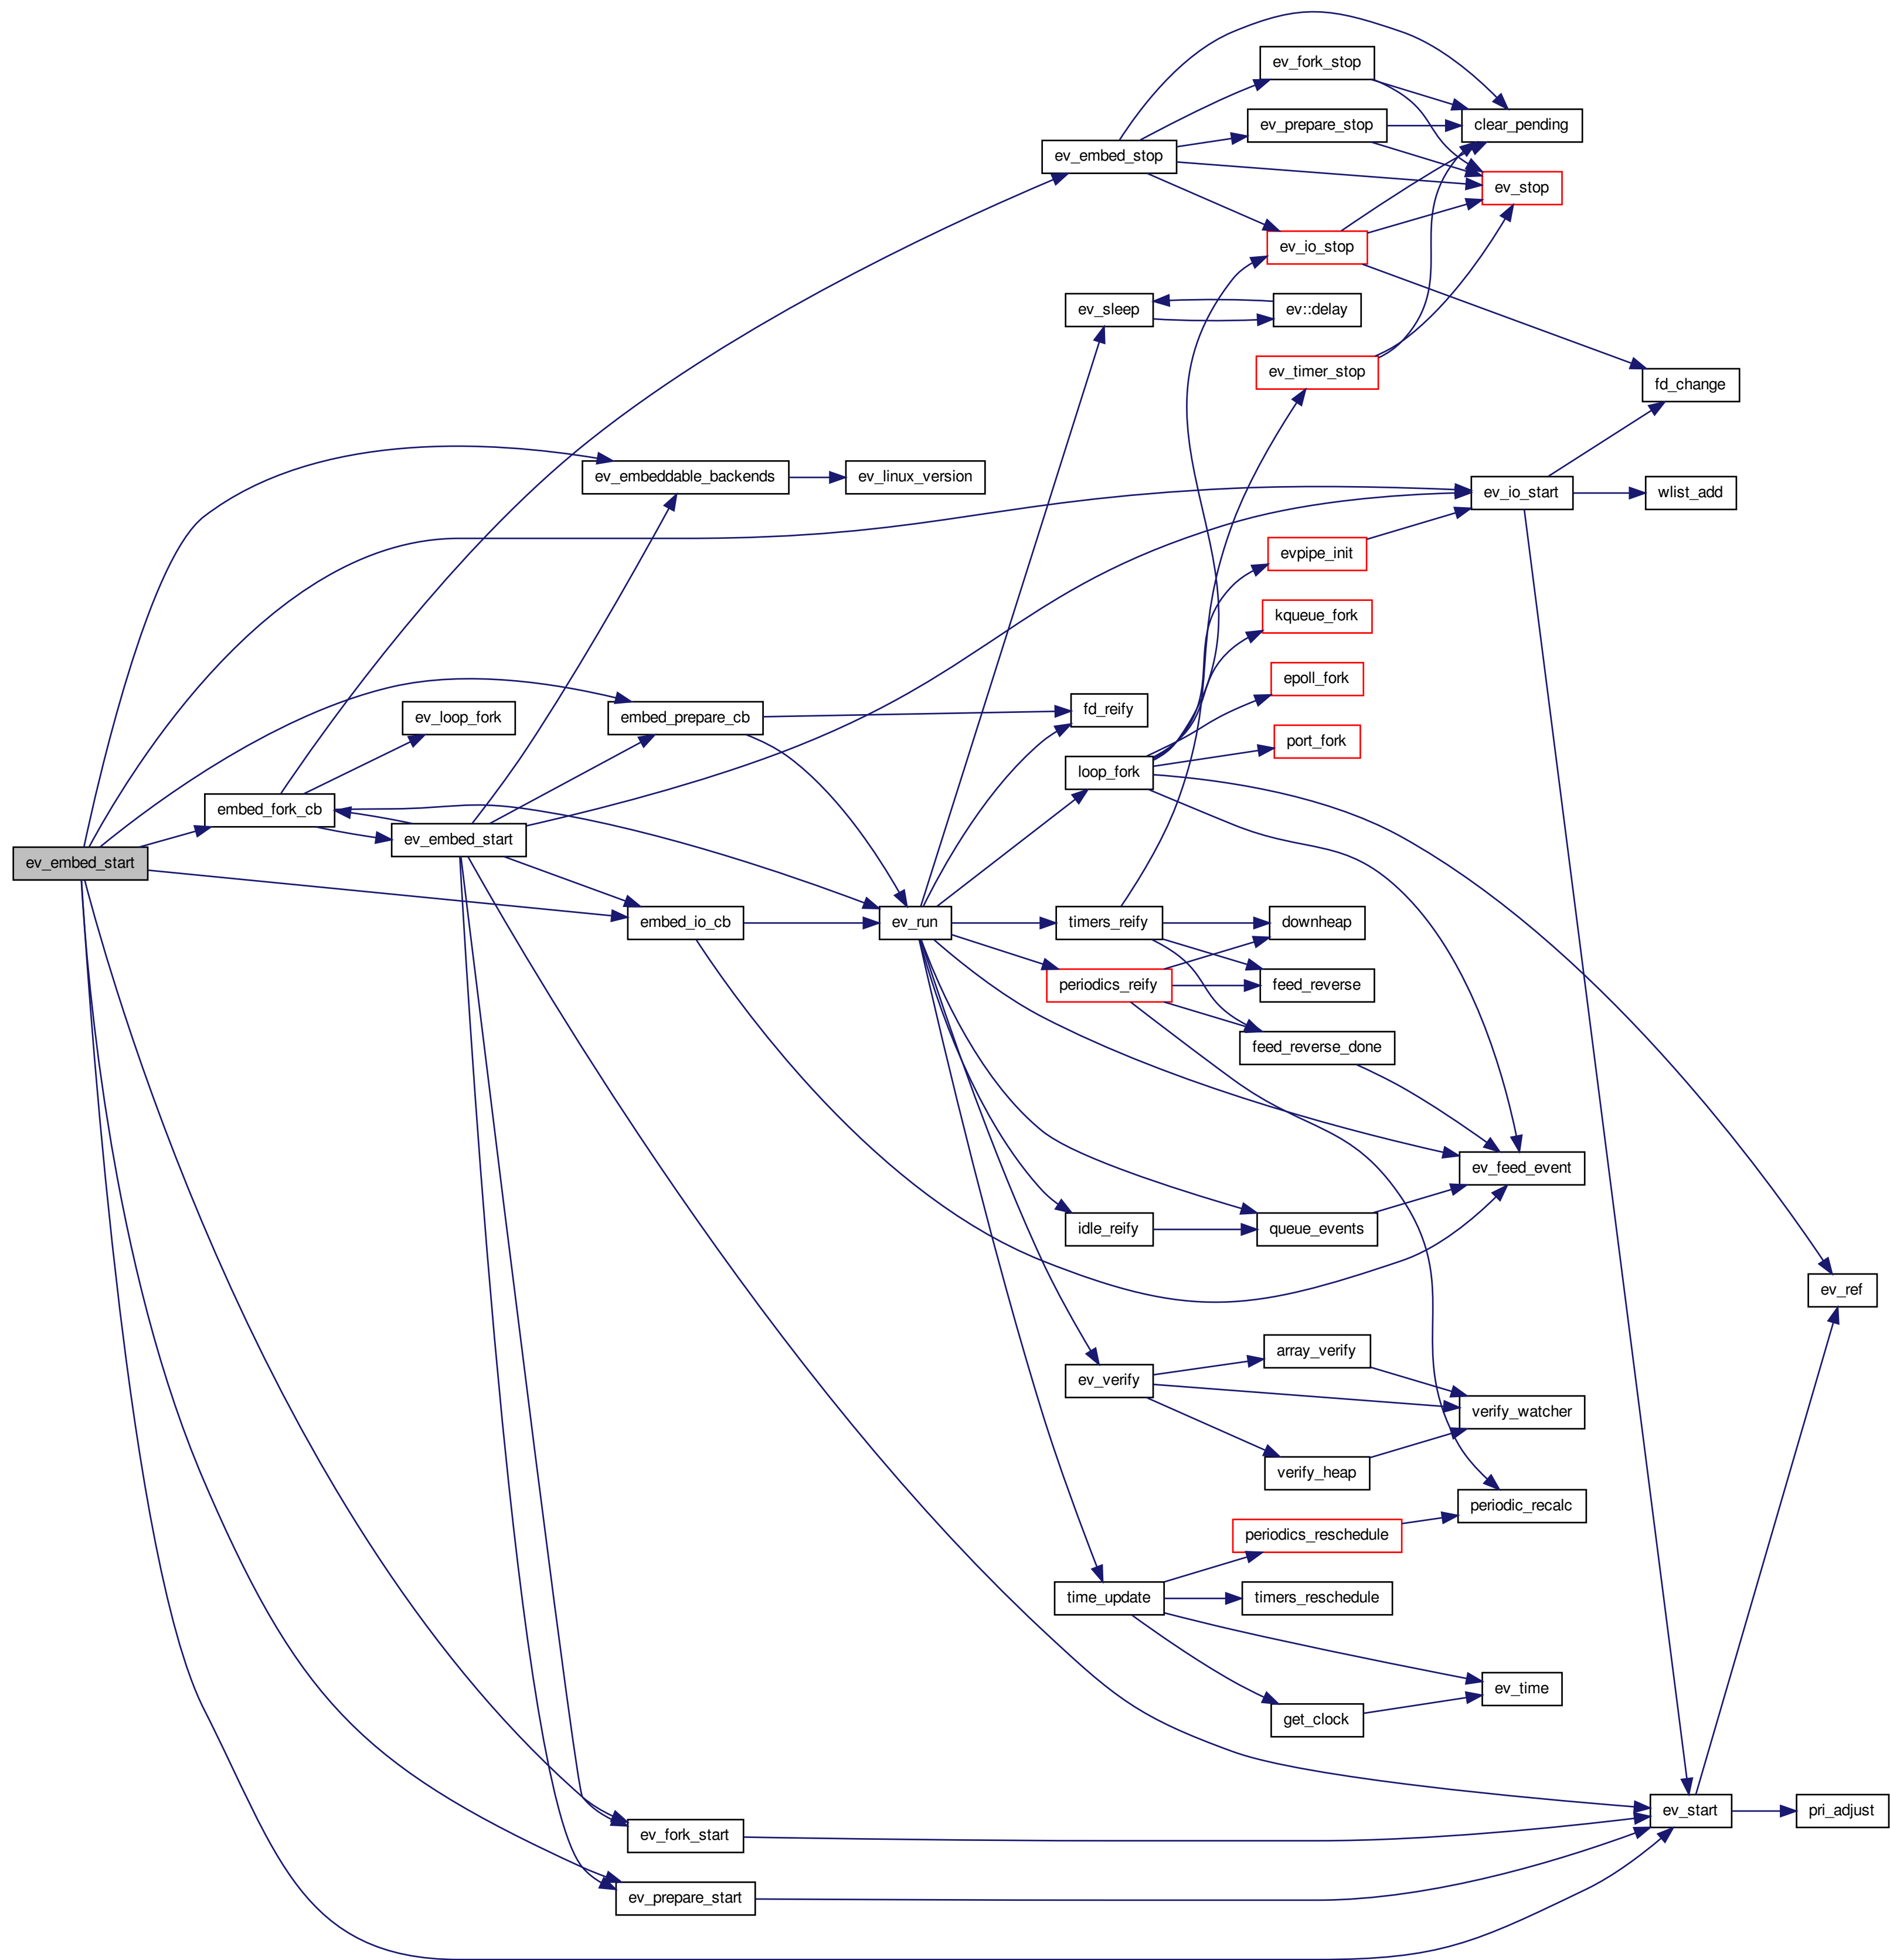 ev_fork_stop
ev_prepare_stop
clear_pending
ev_embed_stop
ev_stop
ev_io_stop
ev_sleep
ev::delay
ev_timer_stop
fd_change
ev_embeddable_backends
ev_linux_version
ev_io_start
wlist_add
evpipe_init
kqueue_fork
epoll_fork
fd_reify
ev_loop_fork
embed_prepare_cb
port_fork
loop_fork
embed_fork_cb
ev_embed_start
ev_embed_start
embed_io_cb
ev_run
timers_reify
downheap
periodics_reify
feed_reverse
feed_reverse_done
ev_feed_event
idle_reify
queue_events
ev_ref
array_verify
ev_verify
verify_watcher
verify_heap
periodic_recalc
periodics_reschedule
time_update
timers_reschedule
ev_time
get_clock
ev_start
pri_adjust
ev_fork_start
ev_prepare_start